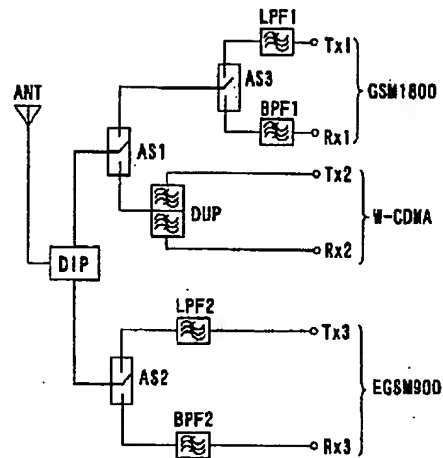 LPF1
Tx1
ANT
AS3
GSM1800
BPF1
Rx1
AS1
Tx2
DUP
W-CDMA
Rx2
DIP
LPF2
Tx3
AS2
EGSM900
BPF2
Rx3